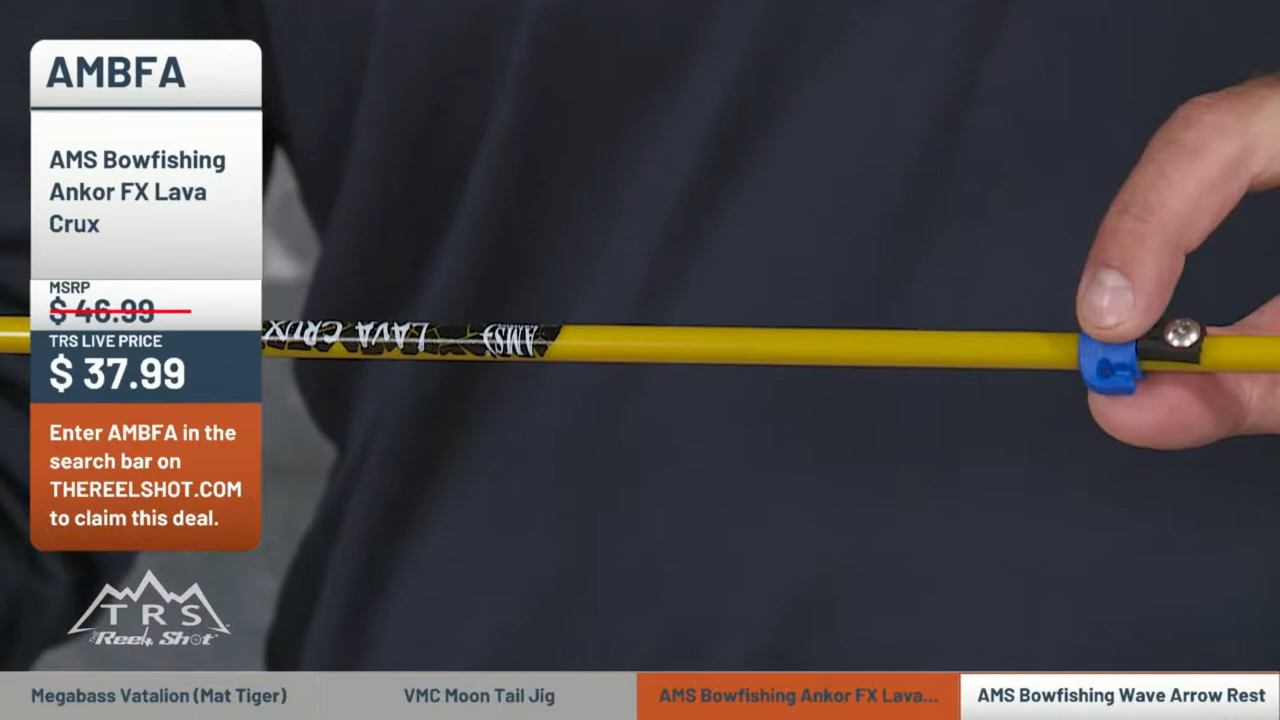 AMBFA
AMS Bowfishing
Ankor FX Lava
Crux
MSRP
$ 46.99
TRS LIVE PRICE
$ 37.99
Enter AMBFA in the
search bar on
THEREELSHOT.COM
to claim this deal.
AMS LAVA CRUX
TRS
The Reel Shot
Megabass Vatalion (Mat Tiger)
VMC Moon Tail Jig
AMS Bowfishing Ankor FX Lava...
AMS Bowfishing Wave Arrow Rest